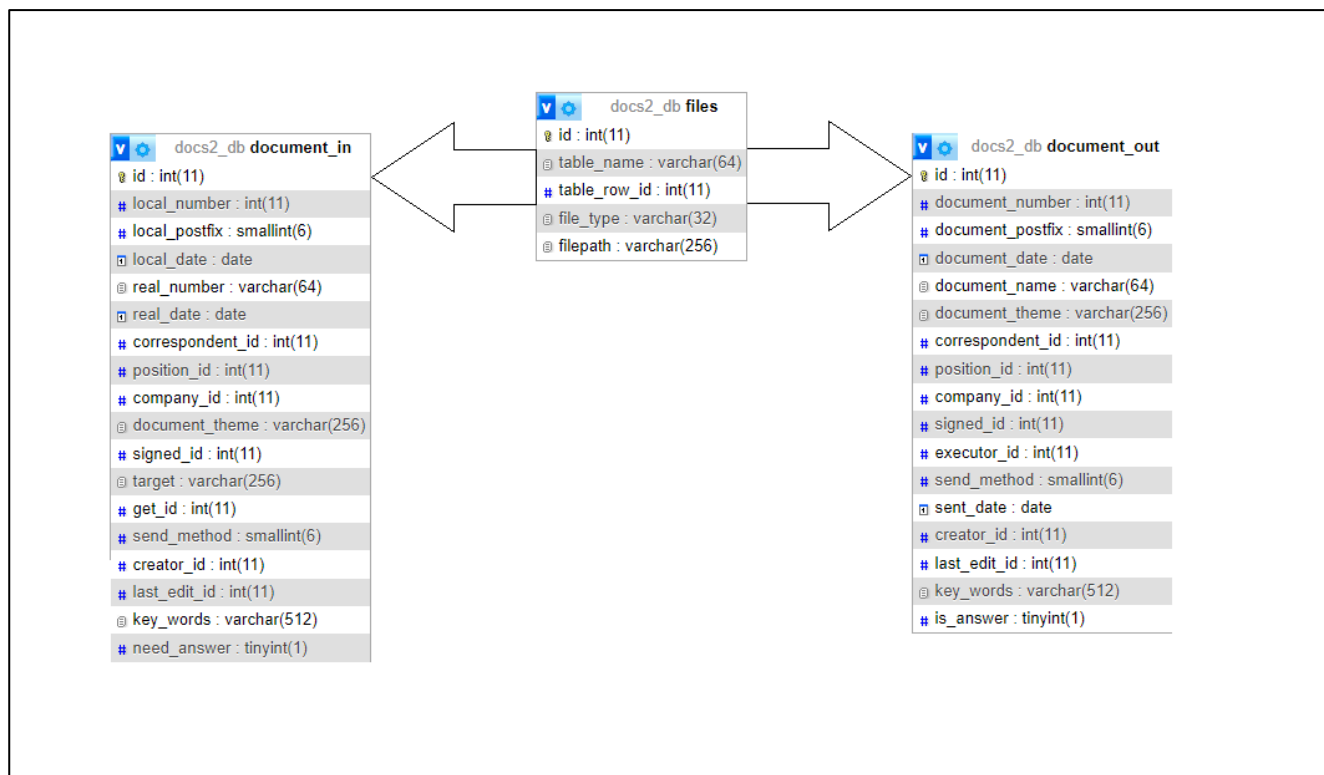 docs2_db document_in
id : int(11)
local_number : int(11)
local_postfix : smallint(6)
local_date : date
real_number : varchar(64)
real_date : date
correspondent_id : int(11)
position_id : int(11)
company_id : int(11)
document_theme : varchar(256)
signed_id : int(11)
target : varchar(256)
get_id : int(11)
send_method : smallint(6)
creator_id : int(11)
last_edit_id : int(11)
key_words : varchar(512)
need_answer : tinyint(1)
docs2_db files
id : int(11)
table_name : varchar(64)
table_row_id : int(11)
file_type : varchar(32)
filepath : varchar(256)
docs2_db document_out
id : int(11)
document_number : int(11)
document_postfix : smallint(6)
document_date : date
document_name : varchar(64)
document_theme : varchar(256)
correspondent_id : int(11)
position_id : int(11)
company_id : int(11)
signed_id : int(11)
executor_id : int(11)
send_method : smallint(6)
sent_date : date
creator_id : int(11)
last_edit_id : int(11)
key_words : varchar(512)
is_answer : tinyint(1)